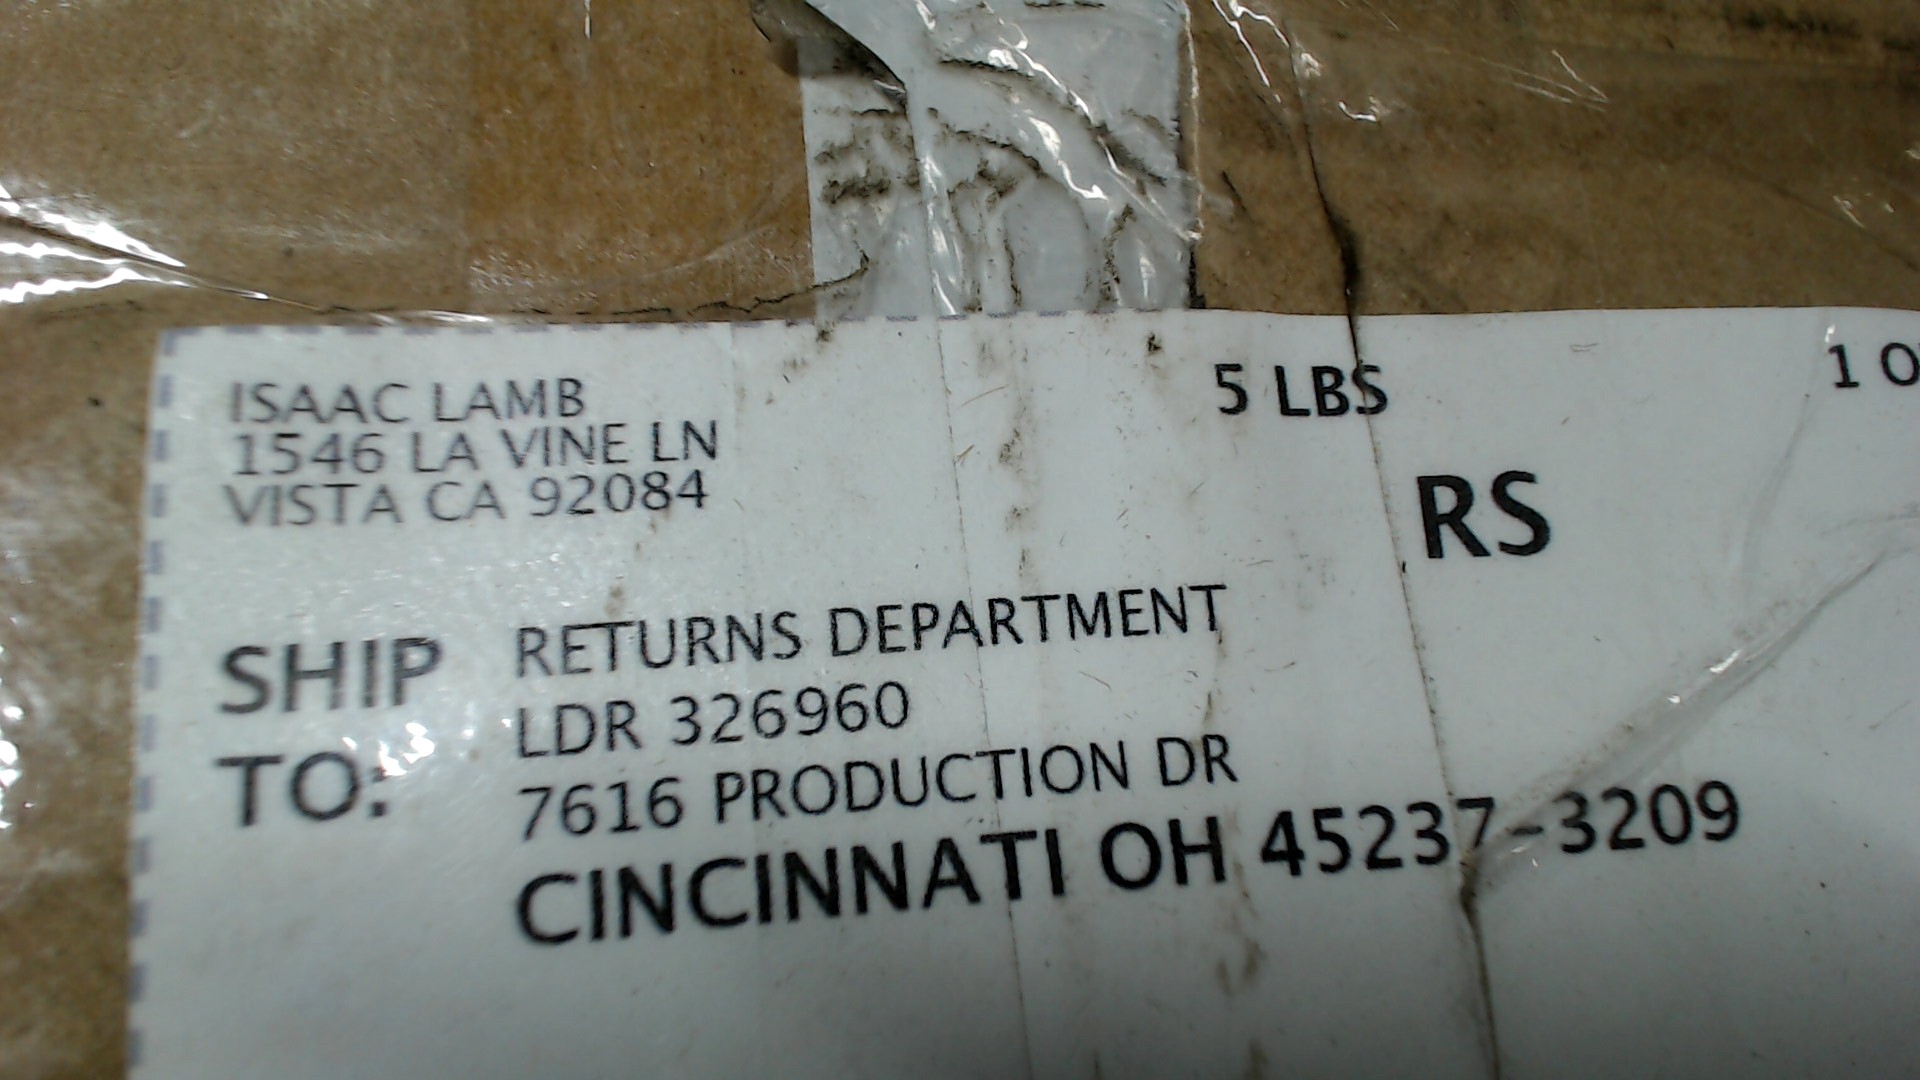 ISAAC LAMB
1546 LA VINE LN
VISTA CA 92084
5 LBS
1 O
RS
SHIP TO:
RETURNS DEPARTMENT
LDR 326960
7616 PRODUCTION DR
CINCINNATI OH 45237-3209